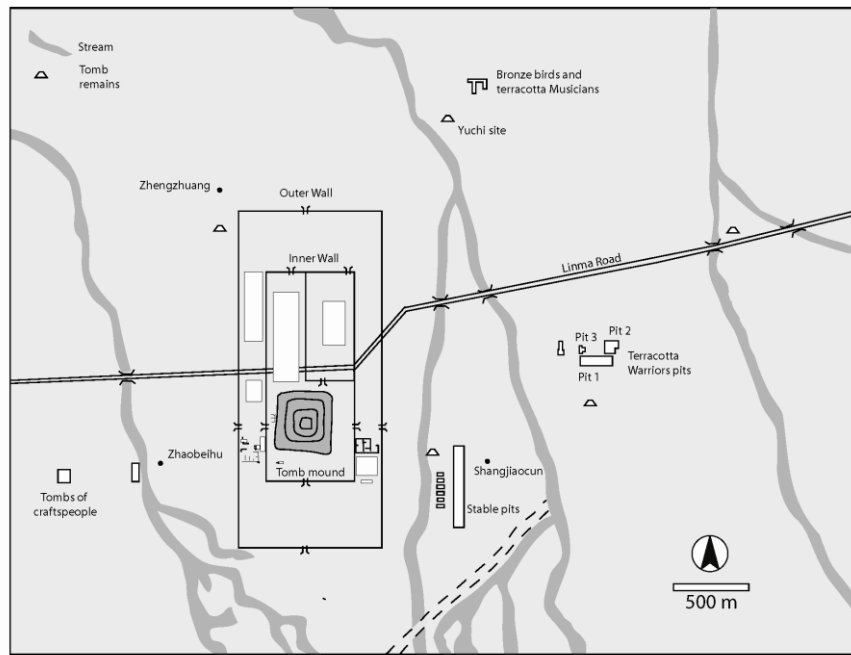 Stream
Tomb
remains
Bronze birds and
terracotta Musicians
Yuchi site
Zhengzhuang
Outer Wall
Inner Wall
Linma Road
Pit 3
Pit 2
Pit 1
Terracotta
Warriors pits
Zhaobeihu
Tomb mound
Shangjiaocun
Tombs of
craftspeople
Stable pits
500 m